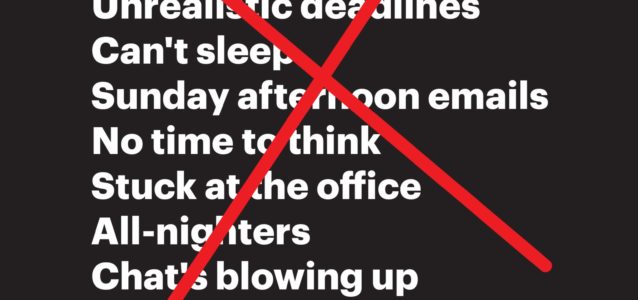 Unrealistic deadlines
Can't sleep
Sunday afternoon emails
No time to think
Stuck at the office
All-nighters
Chat's blowing up